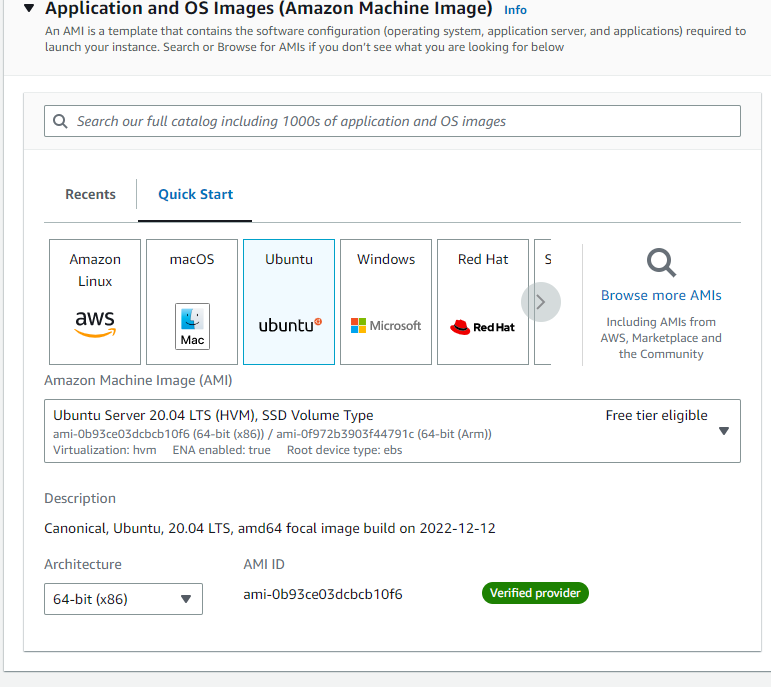 Application and OS Images (Amazon Machine Image) Info
An AMI is a template that contains the software configuration (operating system, application server, and applications) required to
launch your instance. Search or Browse for AMIs if you don't see what you are looking for below
Search our full catalog including 1000s of application and OS images
Recents
Quick Start
Amazon
Linux
aws
macOS
Mac
Ubuntu
ubuntu
Windows
Microsoft
Red Hat
Red Hat
S
Browse more AMIs
Including AMIs from
AWS, Marketplace and
the Community
Amazon Machine Image (AMI)
Ubuntu Server 20.04 LTS (HVM), SSD Volume Type
Free tier eligible
ami-0b93ce03dcbcb10f6 (64-bit (x86)) / ami-0f972b3903f44791c (64-bit (Arm))
Virtualization: hvm ENA enabled: true Root device type: ebs
Description
Canonical, Ubuntu, 20.04 LTS, amd64 focal image build on 2022-12-12
Architecture
AMI ID
64-bit (x86)
ami-0b93ce03dcbcb10f6
Verified provider